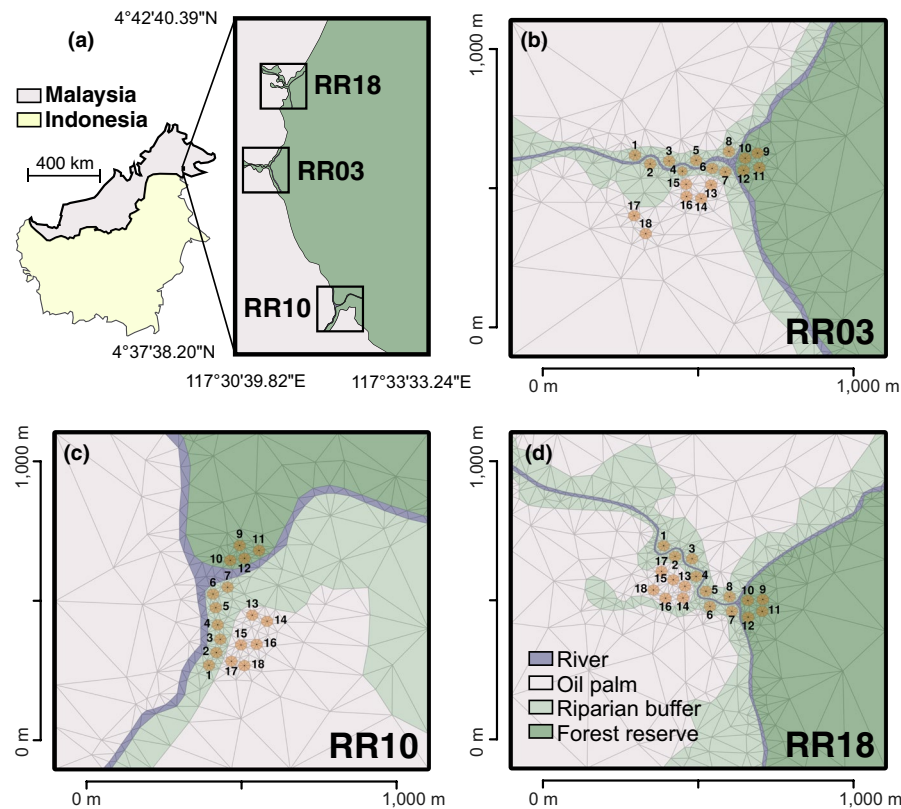 4°42'40.39"N
(a)
RR18
Malaysia
Indonesia
400 km
RR03
RR10
4°37'38.20"N
117°30'39.82"E
117°33'33.24"E
(b)
1,000 m
0 m
1
2
3
4
5
6
7
8
9
10
11
12
13
14
15
16
17
18
RR03
0 m
1,000 m
(c)
1,000 m
0 m
1
2
3
4
5
6
7
8
9
10
11
12
13
14
15
16
17
18
RR10
0 m
1,000 m
(d)
1,000 m
0 m
1
2
3
4
5
6
7
8
9
10
11
12
13
14
15
16
17
18
River
Oil palm
Riparian buffer
Forest reserve
RR18
0 m
1,000 m